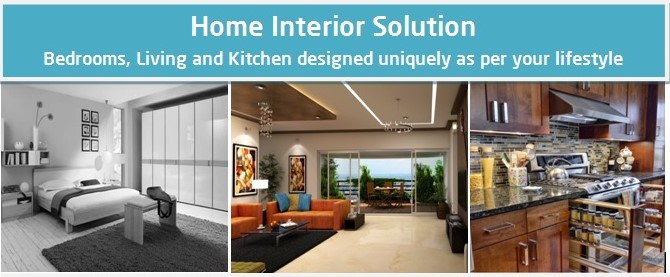 Home Interior Solution
Bedrooms, Living and Kitchen designed uniquely as per your lifestyle